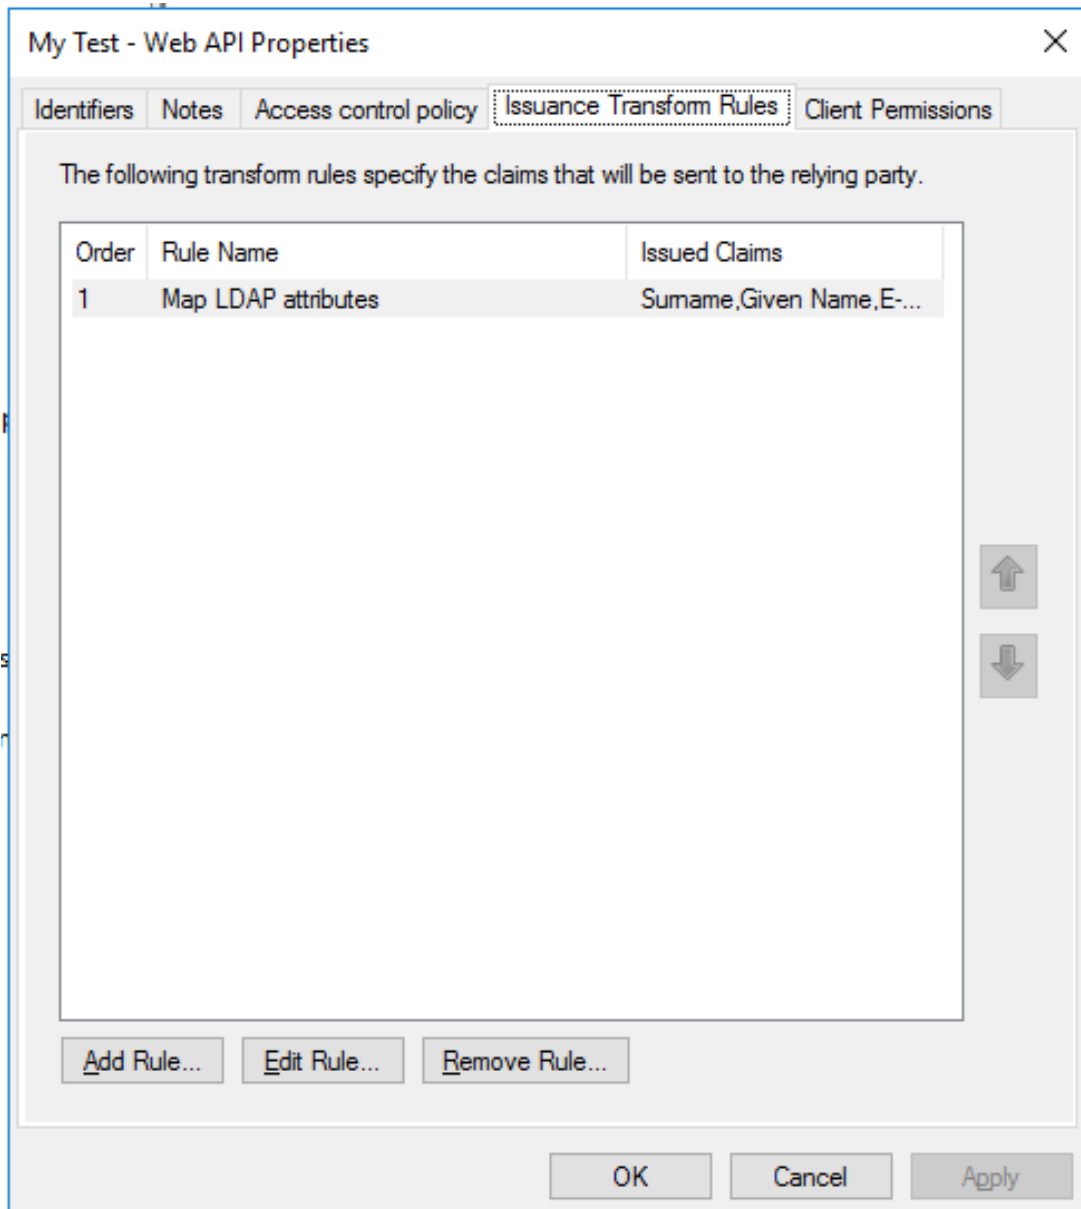 My Test - Web API Properties
Identifiers Notes Access control policy Issuance Transform Rules Client Permissions
The following transform rules specify the claims that will be sent to the relying party.
Order Rule Name Issued Claims
1 Map LDAP attributes Surname,Given Name,E-...
Add Rule... Edit Rule... Remove Rule...
OK Cancel Apply